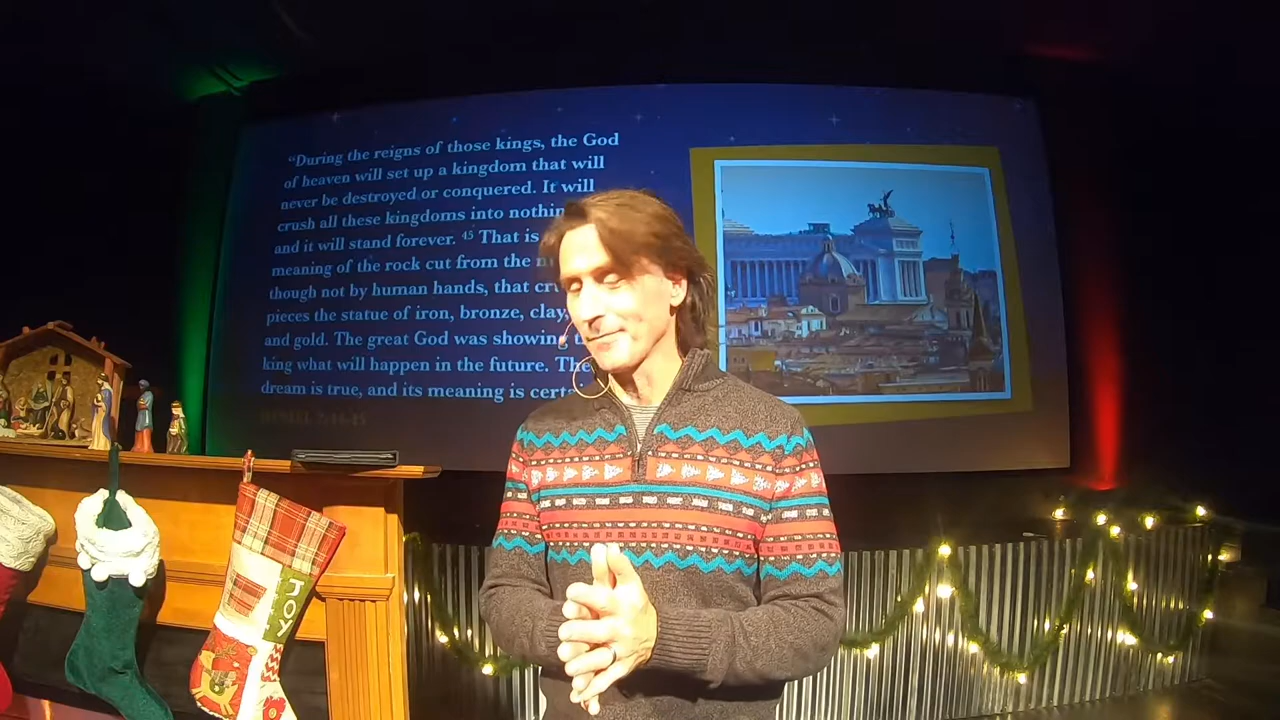 “During the reigns of those kings, the God
of heaven will set up a kingdom that will
never be destroyed or conquered. It will
crush all these kingdoms into nothin
and it will stand forever. ⁴⁵ That is
meaning of the rock cut from the
though not by human hands, that cr
pieces the statue of iron, bronze, clay,
and gold. The great God was showing
king what will happen in the future. The
dream is true, and its meaning is certa
JOY